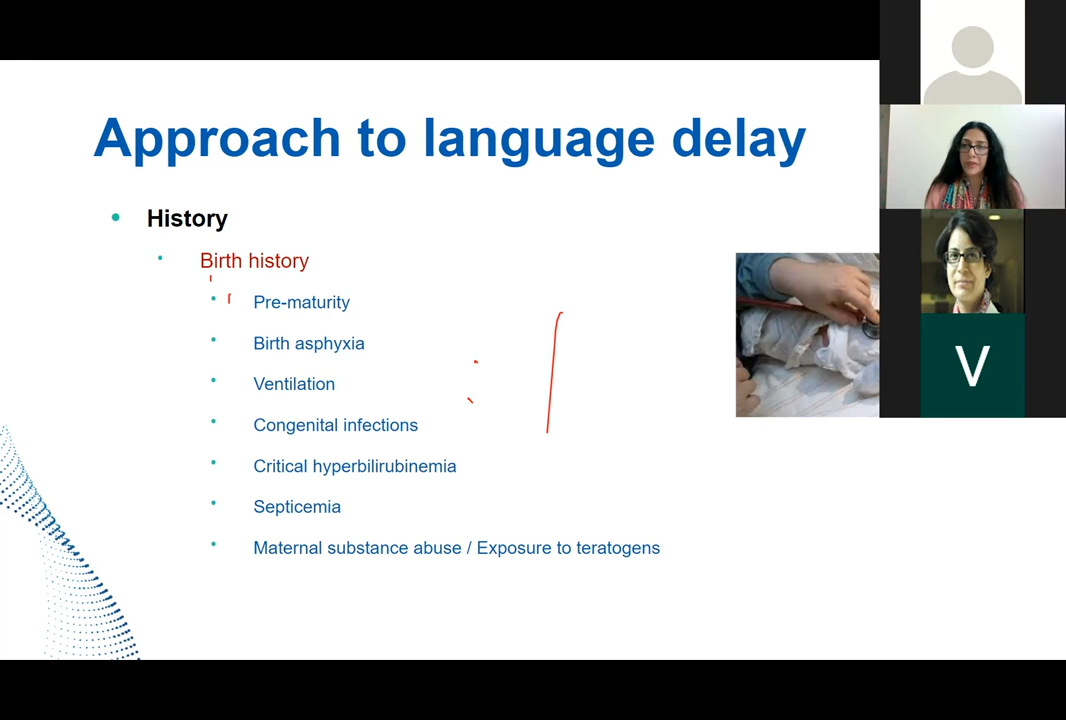 Approach to language delay
• History
• Birth history
• Pre-maturity
• Birth asphyxia
• Ventilation
• Congenital infections
• Critical hyperbilirubinemia
• Septicemia
• Maternal substance abuse / Exposure to teratogens
V